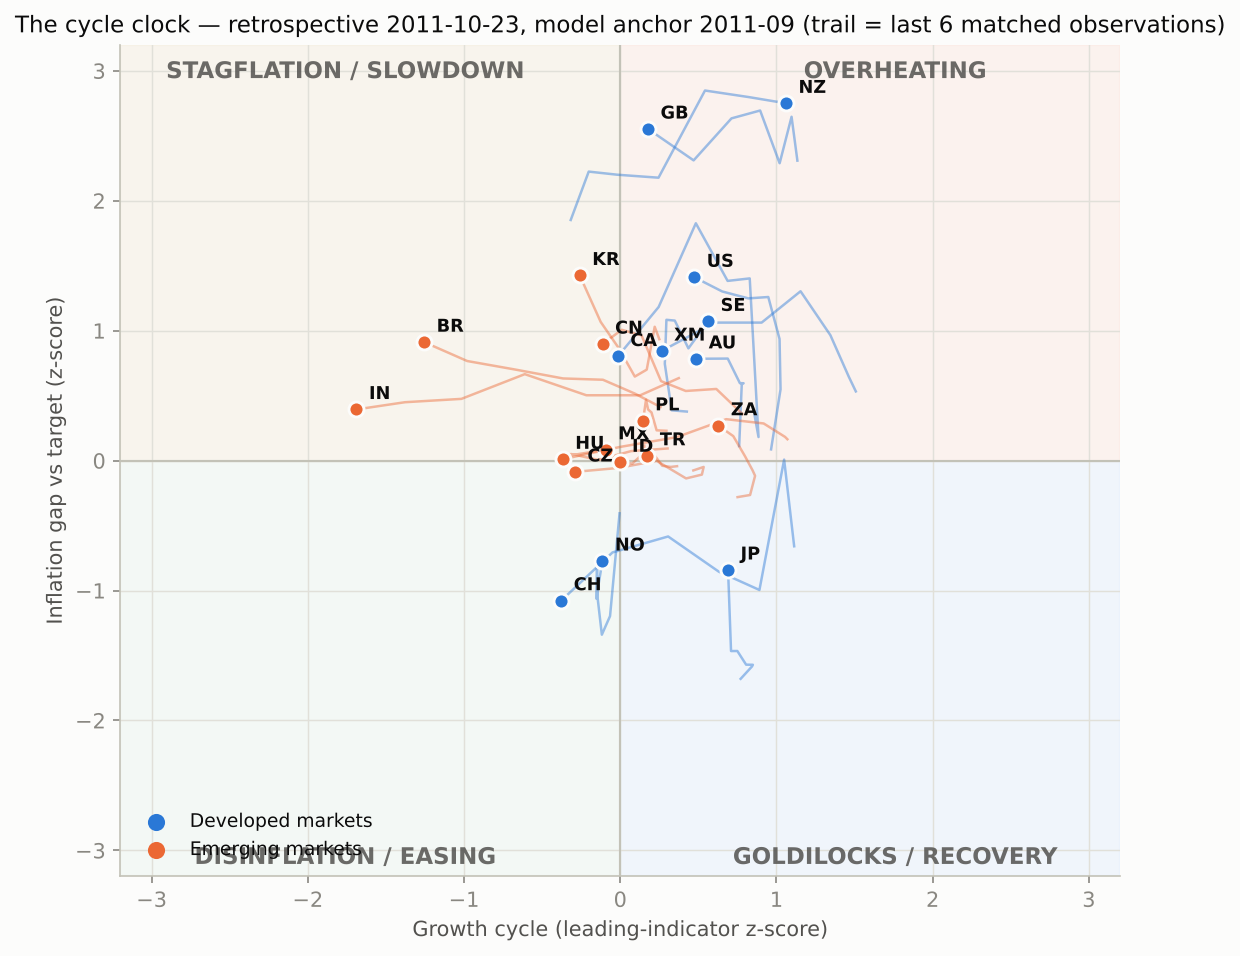 The cycle clock — retrospective 2011-10-23, model anchor 2011-09 (trail = last 6 matched observations)
STAGFLATION / SLOWDOWN
OVERHEATING
NZ
GB
KR
US
SE
BR
CN
CA
XM
AU
IN
PL
ZA
MX
HU
ID
TR
CZ
NO
JP
CH
3
2
1
0
−1
−2
−3
Inflation gap vs target (z-score)
Developed markets
Emerging markets
DISINFLATION / EASING
GOLDILOCKS / RECOVERY
−3
−2
−1
0
1
2
3
Growth cycle (leading-indicator z-score)